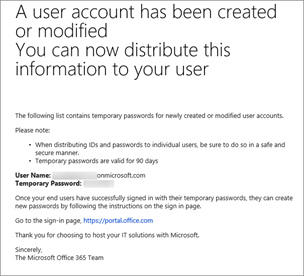 A user account has been created
or modified
You can now distribute this
information to your user
The following list contains temporary passwords for newly created or modified user accounts.
Please note:
• When distributing IDs and passwords to individual users, be sure to do so in a safe and
secure manner.
• Temporary passwords are valid for 90 days
User Name: onmicrosoft.com
Temporary Password:
Once your end users have successfully signed in with their temporary passwords, they can create
new passwords by following the instructions on the sign in page.
Go to the sign-in page, https://portal.office.com
Thank you for choosing to host your IT solutions with Microsoft.
Sincerely,
The Microsoft Office 365 Team